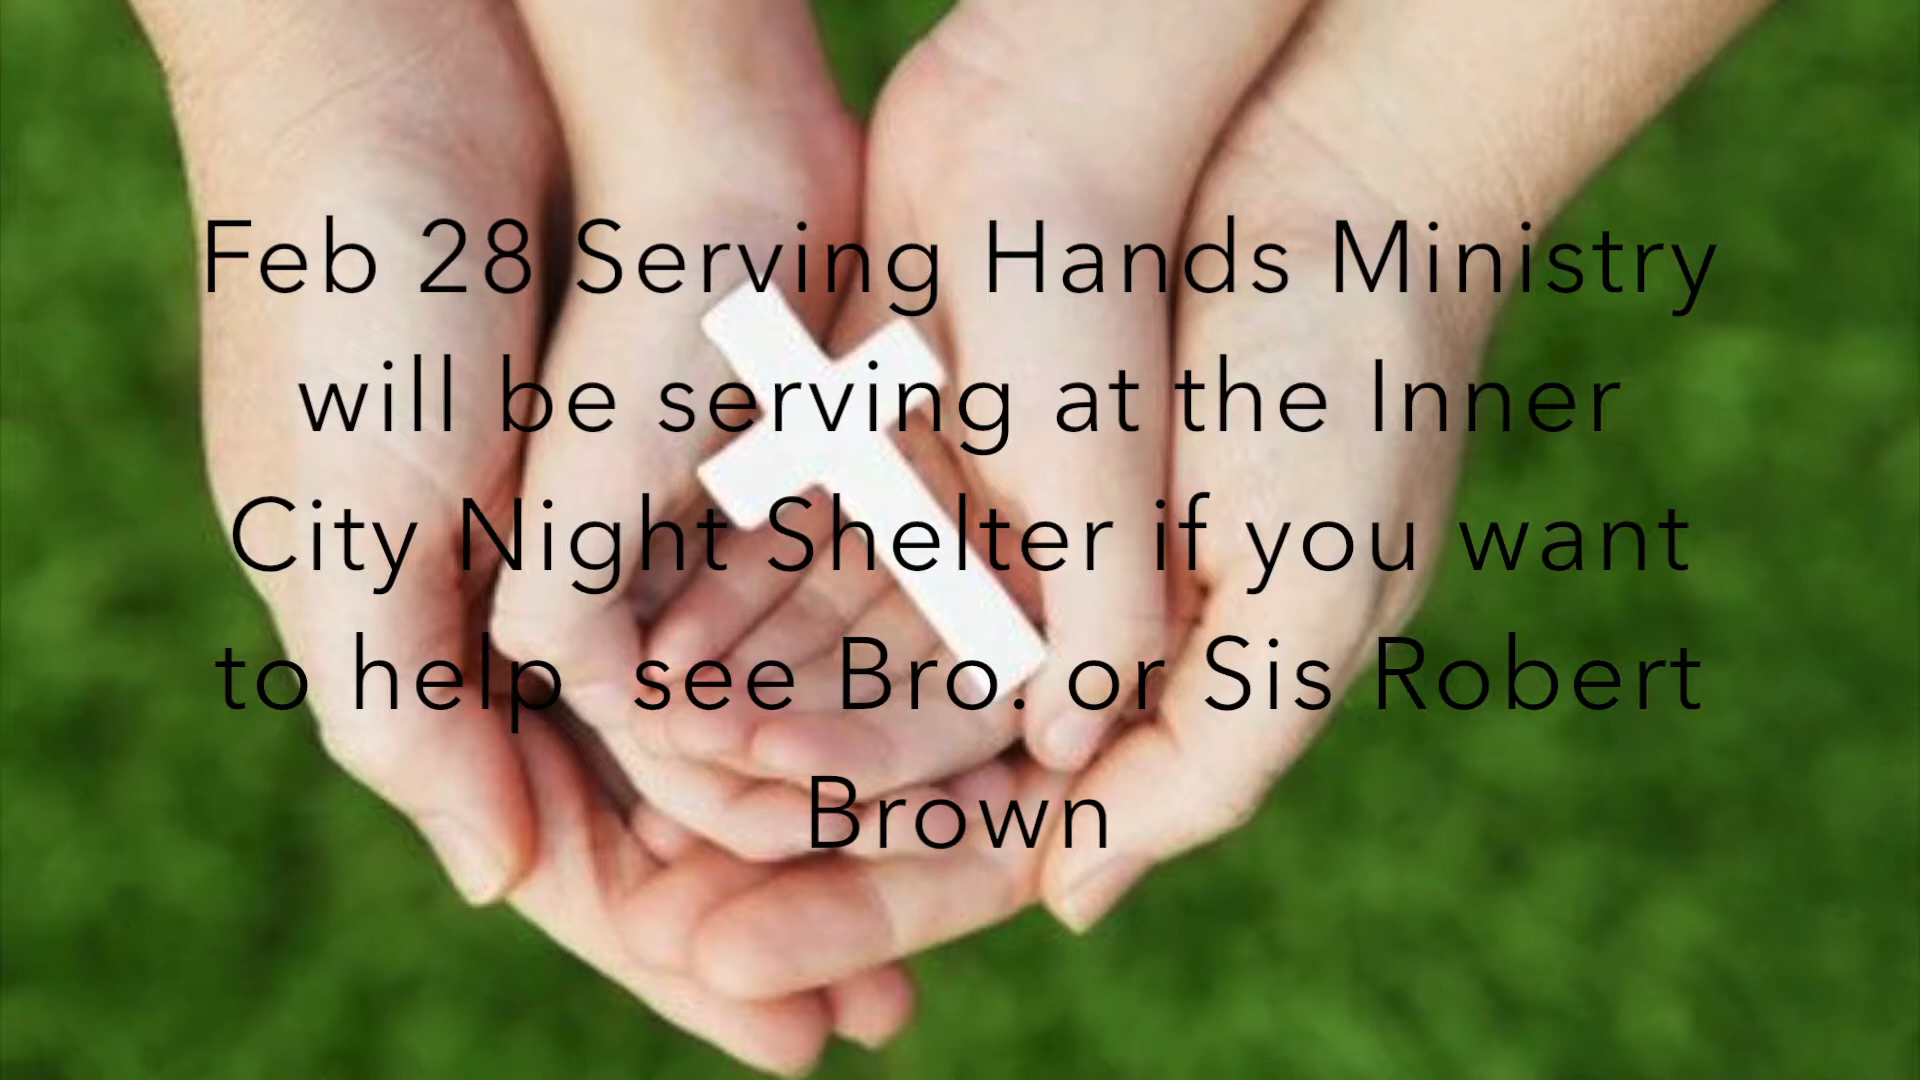 Feb 28 Serving Hands Ministry
will be serving at the Inner
City Night Shelter if you want
to help  see Bro. or Sis Robert
Brown